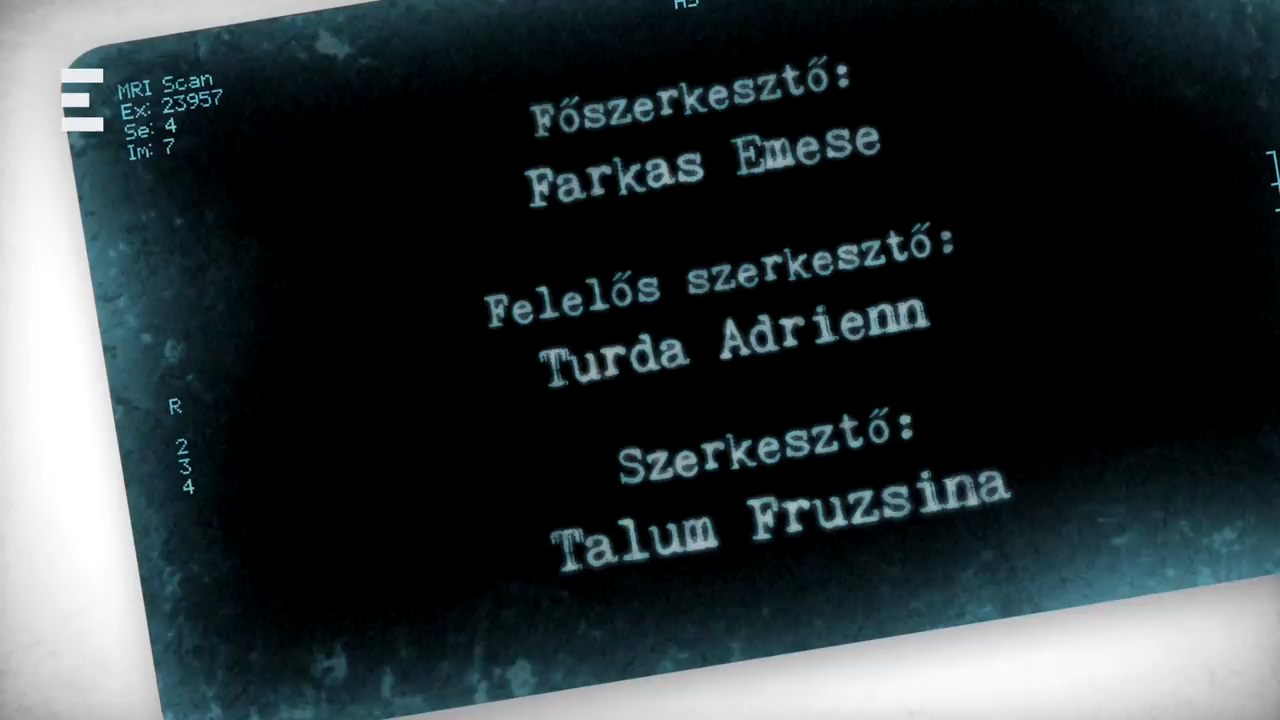 MRI Scan
Ex: 23957
Se: 4
Im: 7
Főszerkesztő:
Farkas Emese
Felelős szerkesztő:
Turda Adrienn
Szerkesztő:
Talum Fruzsina
R
2
3
4